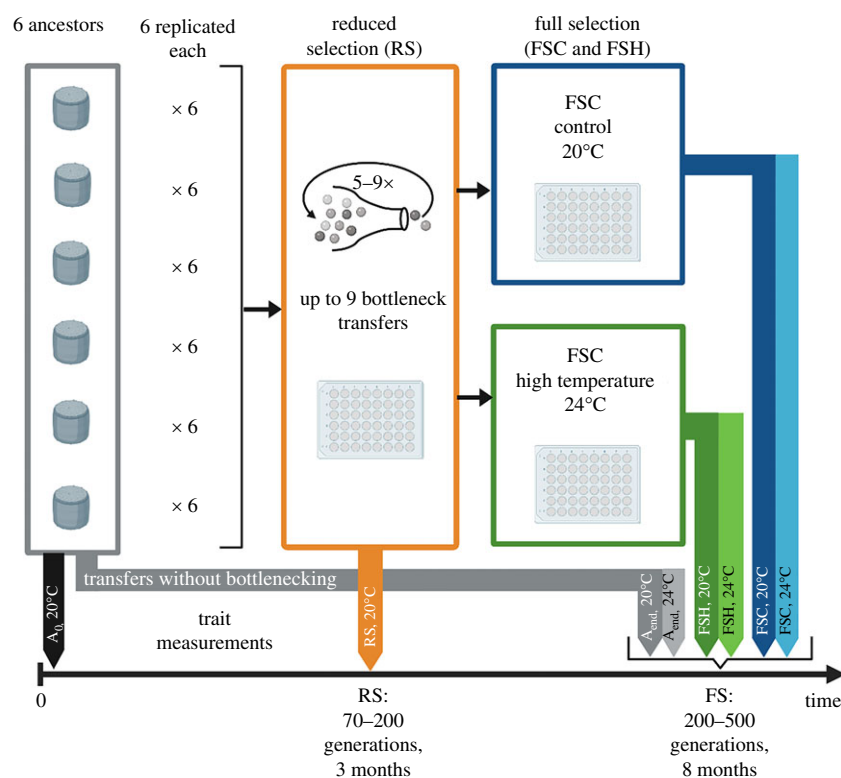 6 ancestors
6 replicated
each
reduced
selection (RS)
full selection
(FSC and FSH)
× 6
× 6
× 6
× 6
× 6
× 6
5–9×
up to 9 bottleneck
transfers
FSC
control
20°C
FSC
high temperature
24°C
transfers without bottlenecking
trait
measurements
A0, 20°C
RS, 20°C
Aend, 20°C
Aend, 24°C
FSH, 20°C
FSH, 24°C
FSC, 20°C
FSC, 24°C
0
time
RS:
70–200
generations,
3 months
FS:
200–500
generations,
8 months